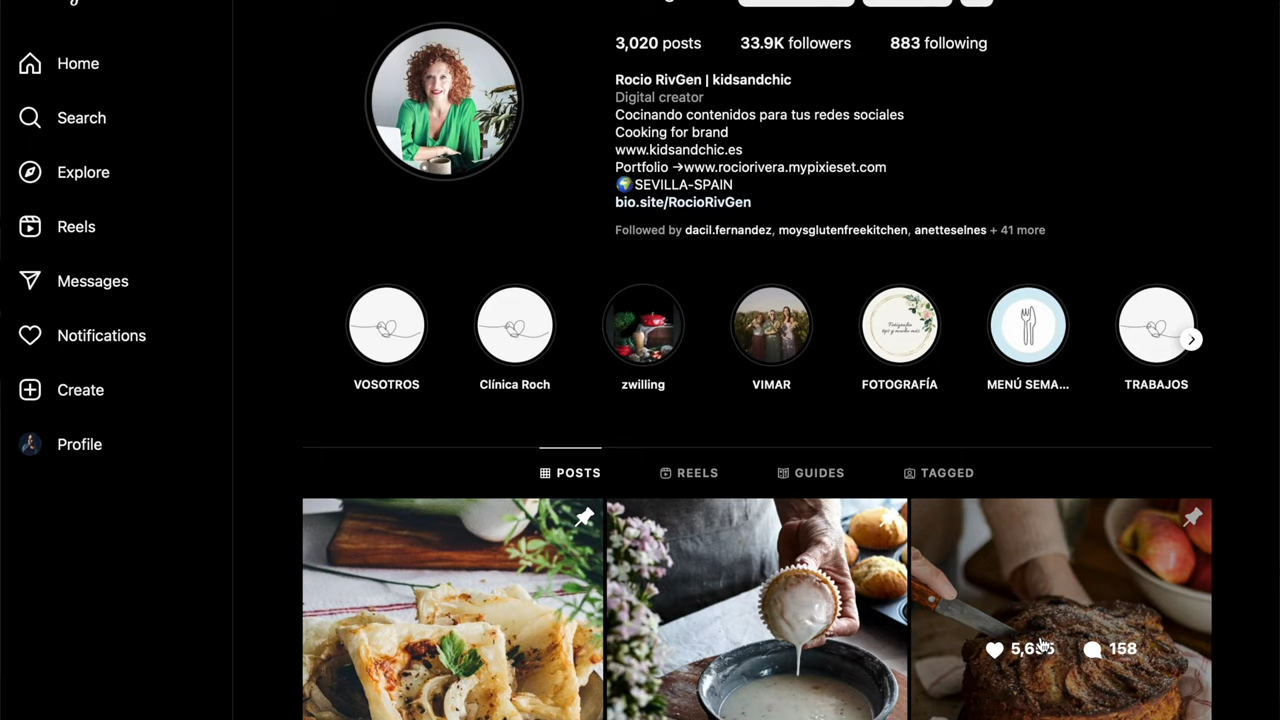 3,020 posts 33.9K followers 883 following
Home
Rocio RivGen | kidsandchic
Digital creator
Search
Cocinando contenidos para tus redes sociales
Cooking for brand
www.kidsandchic.es
Explore
Portfolio →www.rociorivera.mypixieset.com
🌍SEVILLA-SPAIN
bio.site/RocioRivGen
Reels
Followed by dacil.fernandez, moysglutenfreekitchen, anetteselnes + 41 more
Messages
Notifications
Create
Profile
VOSOTROS Clínica Roch zwilling VIMAR FOTOGRAFÍA MENÚ SEMA... TRABAJOS
POSTS REELS GUIDES TAGGED
158